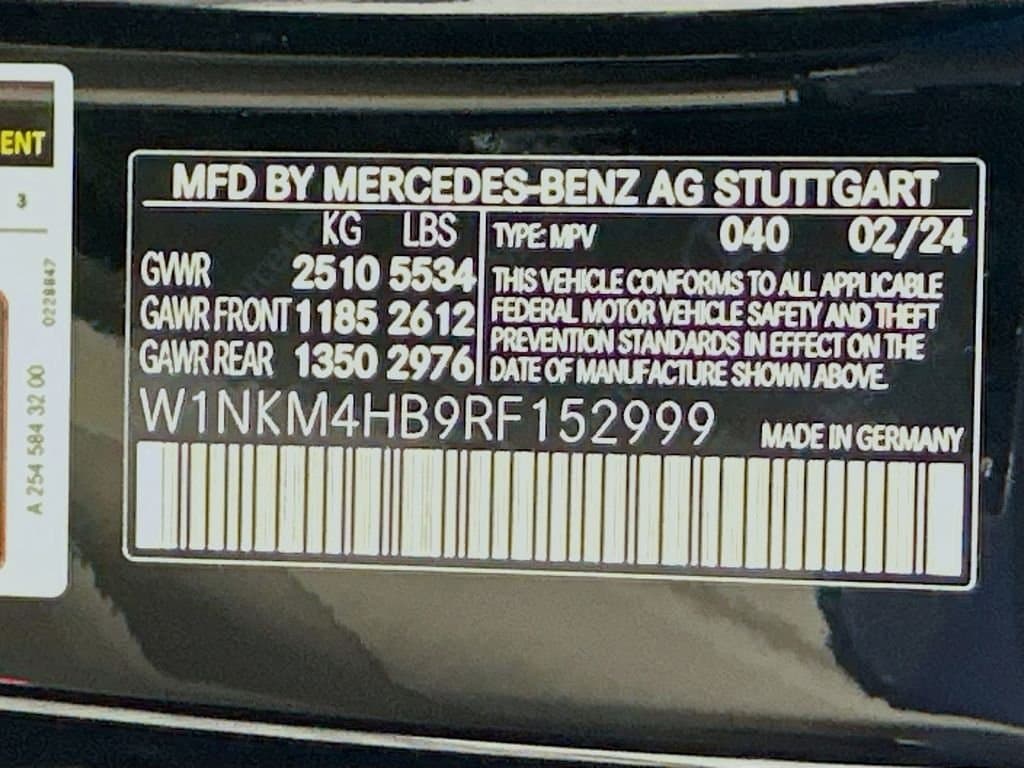 ENT
3
0228847
A 254 584 32 00
MFD BY MERCEDES-BENZ AG STUTTGART
KG LBS
GVWR 2510 5534
GAWR FRONT 1185 2612
GAWR REAR 1350 2976
TYPE: MPV 040 02/24
THIS VEHICLE CONFORMS TO ALL APPLICABLE
FEDERAL MOTOR VEHICLE SAFETY AND THEFT
PREVENTION STANDARDS IN EFFECT ON THE
DATE OF MANUFACTURE SHOWN ABOVE.
W1NKM4HB9RF152999
MADE IN GERMANY